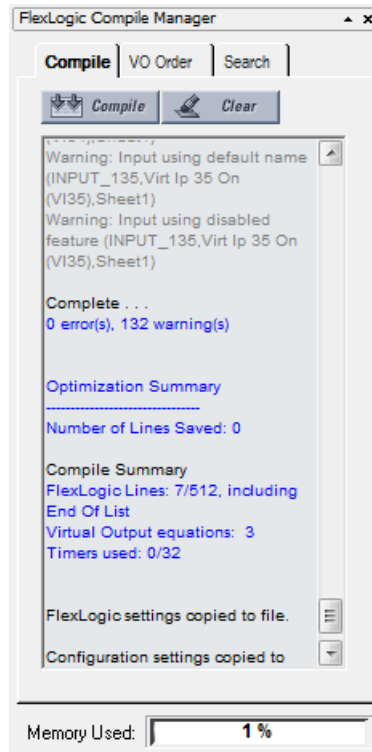 FlexLogic Compile Manager
Compile VO Order Search
Compile Clear
(VI34),Sheet1)
Warning: Input using default name
(INPUT_135,Virt Ip 35 On
(VI35),Sheet1)
Warning: Input using disabled
feature (INPUT_135,Virt Ip 35 On
(VI35),Sheet1)
Complete . . .
0 error(s), 132 warning(s)
Optimization Summary
-------------------------------
Number of Lines Saved: 0
Compile Summary
FlexLogic Lines: 7/512, including
End Of List
Virtual Output equations: 3
Timers used: 0/32
FlexLogic settings copied to file.
Configuration settings copied to
Memory Used: 1 %